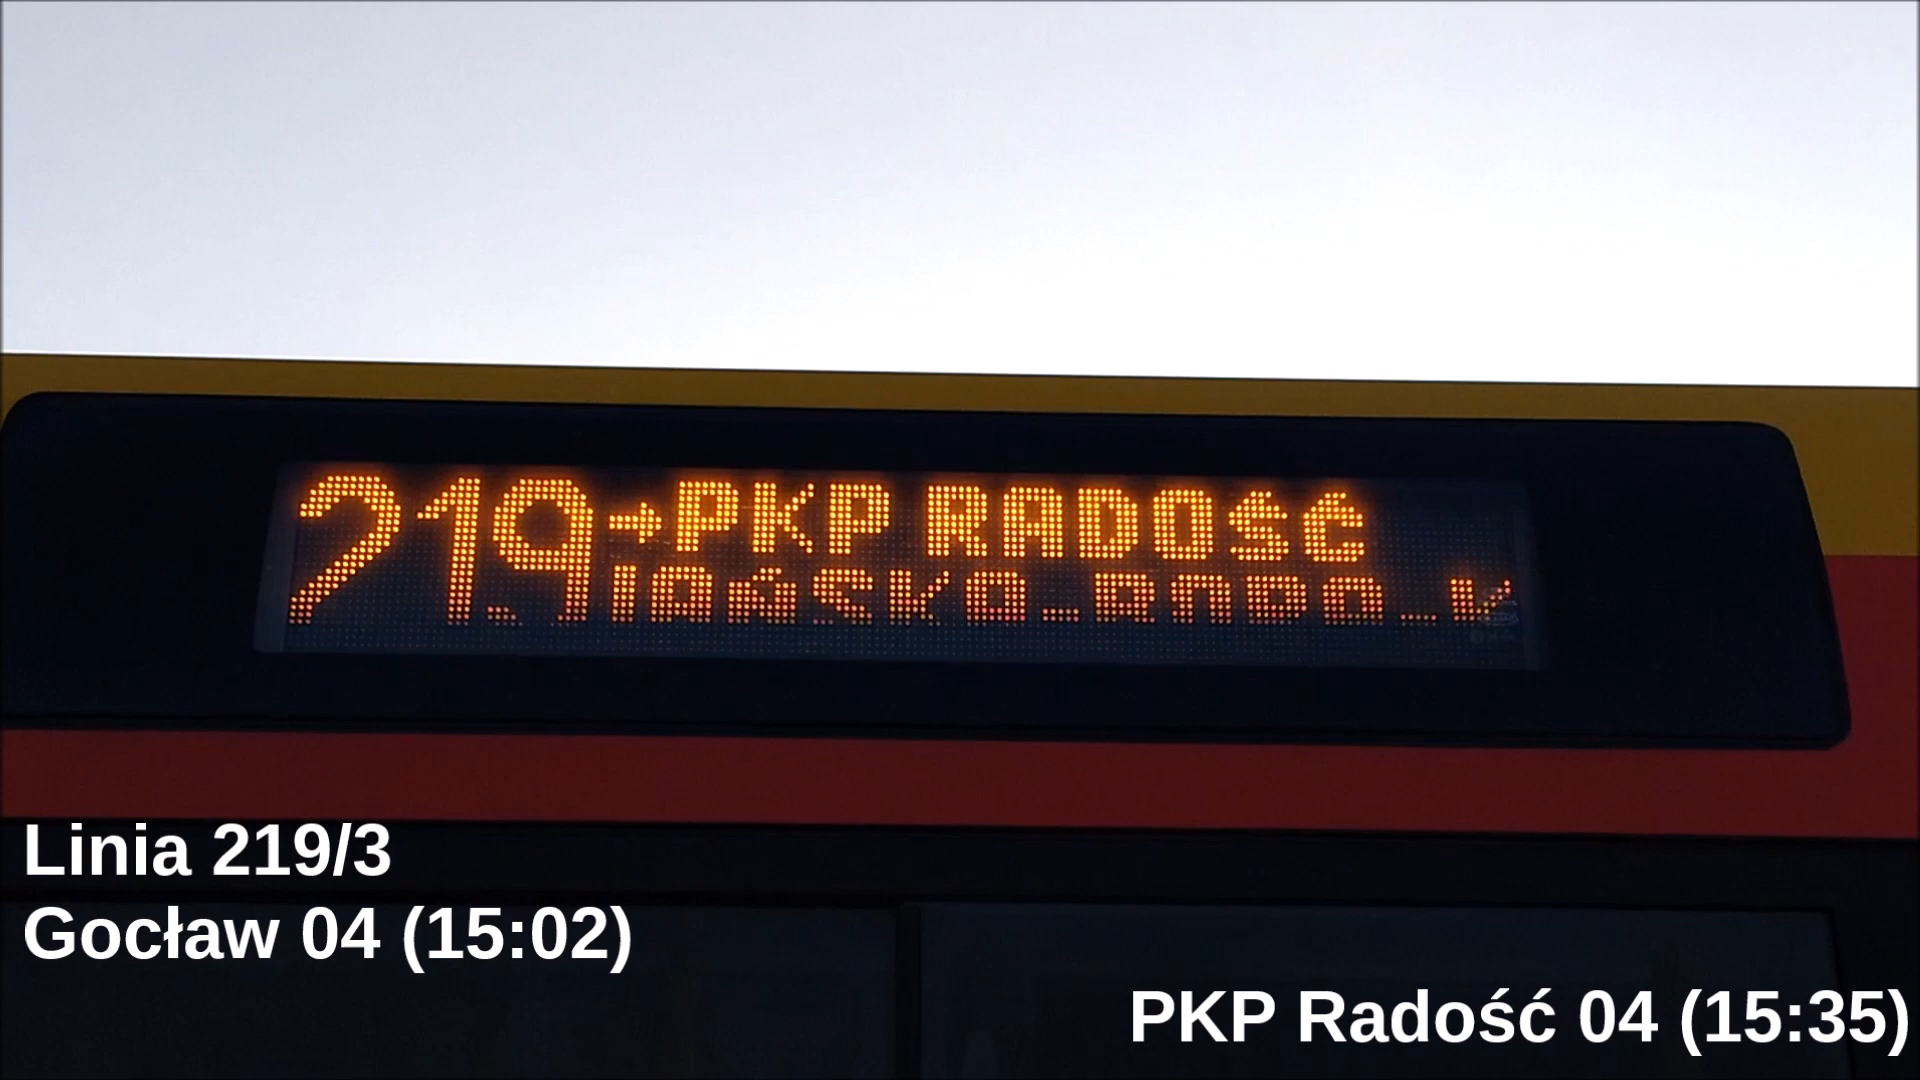 219→PKP RADOŚĆ
Linia 219/3
Gocław 04 (15:02)
PKP Radość 04 (15:35)